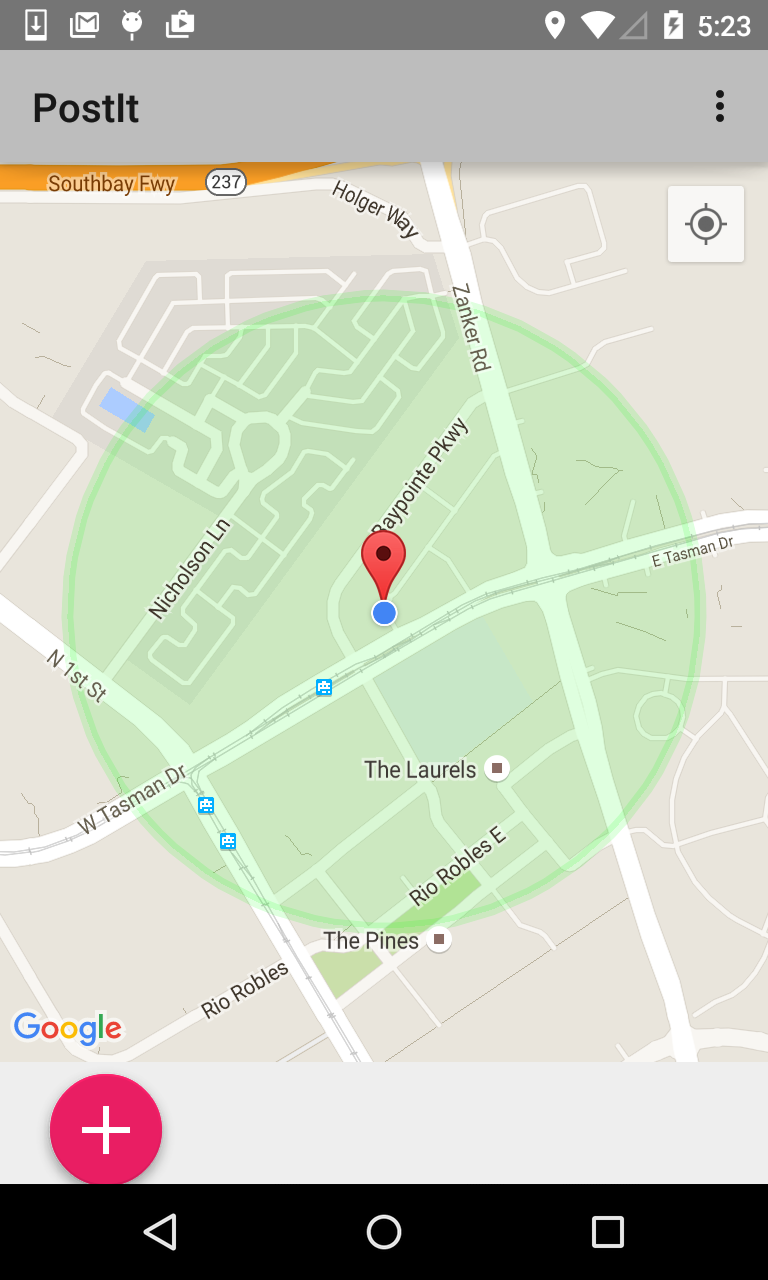 5:23
PostIt
Southbay Fwy
237
Holger Way
Zanker Rd
Baypointe Pkwy
E Tasman Dr
Nicholson Ln
N 1st St
The Laurels
W Tasman Dr
Rio Robles E
The Pines
Rio Robles
Google